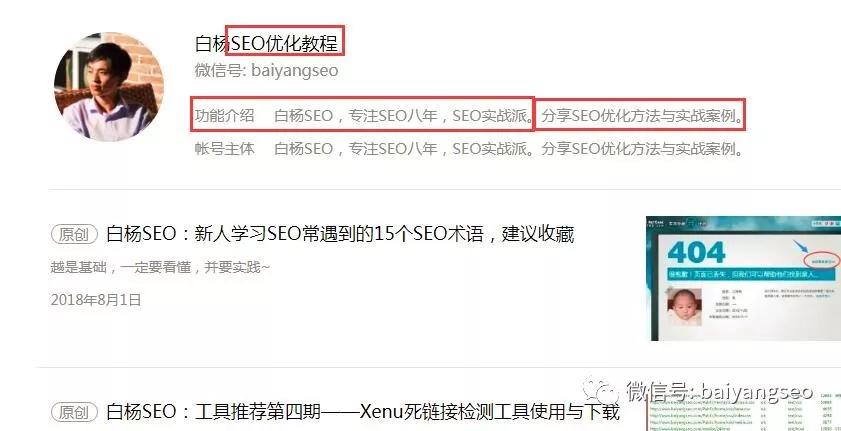 白杨SEO优化教程
微信号: baiyangseo
功能介绍 白杨SEO，专注SEO八年，SEO实战派。分享SEO优化方法与实战案例。
帐号主体 白杨SEO，专注SEO八年，SEO实战派。分享SEO优化方法与实战案例。
原创 白杨SEO：新人学习SEO常遇到的15个SEO术语，建议收藏
越是基础，一定要看懂，并要实践~
2018年8月1日
404
微信号: baiyangseo
原创 白杨SEO：工具推荐第四期——Xenu死链接检测工具使用与下载